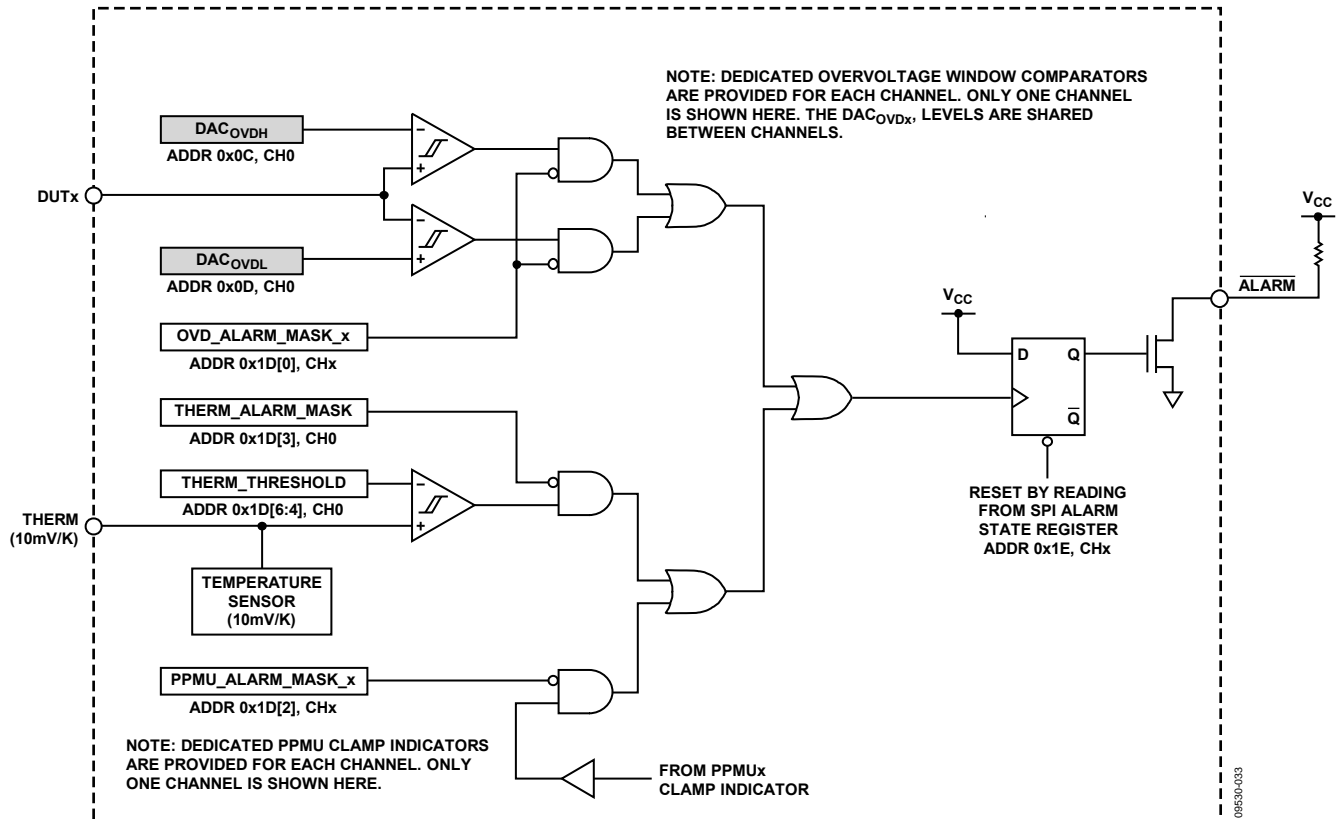 NOTE: DEDICATED OVERVOLTAGE WINDOW COMPARATORS
ARE PROVIDED FOR EACH CHANNEL. ONLY ONE CHANNEL
IS SHOWN HERE. THE DACOVDx, LEVELS ARE SHARED
BETWEEN CHANNELS.
DACOVDH
ADDR 0x0C, CH0
−
+
DUTx
−
+
DACOVDL
ADDR 0x0D, CH0
OVD_ALARM_MASK_x
ADDR 0x1D[0], CHx
THERM_ALARM_MASK
ADDR 0x1D[3], CH0
THERM_THRESHOLD
ADDR 0x1D[6:4], CH0
−
+
THERM
(10mV/K)
TEMPERATURE
SENSOR
(10mV/K)
PPMU_ALARM_MASK_x
ADDR 0x1D[2], CHx
NOTE: DEDICATED PPMU CLAMP INDICATORS
ARE PROVIDED FOR EACH CHANNEL. ONLY
ONE CHANNEL IS SHOWN HERE.
FROM PPMUx
CLAMP INDICATOR
VCC
D Q
Q̅
RESET BY READING
FROM SPI ALARM
STATE REGISTER
ADDR 0x1E, CHx
VCC
A̅L̅A̅R̅M̅
09530-033